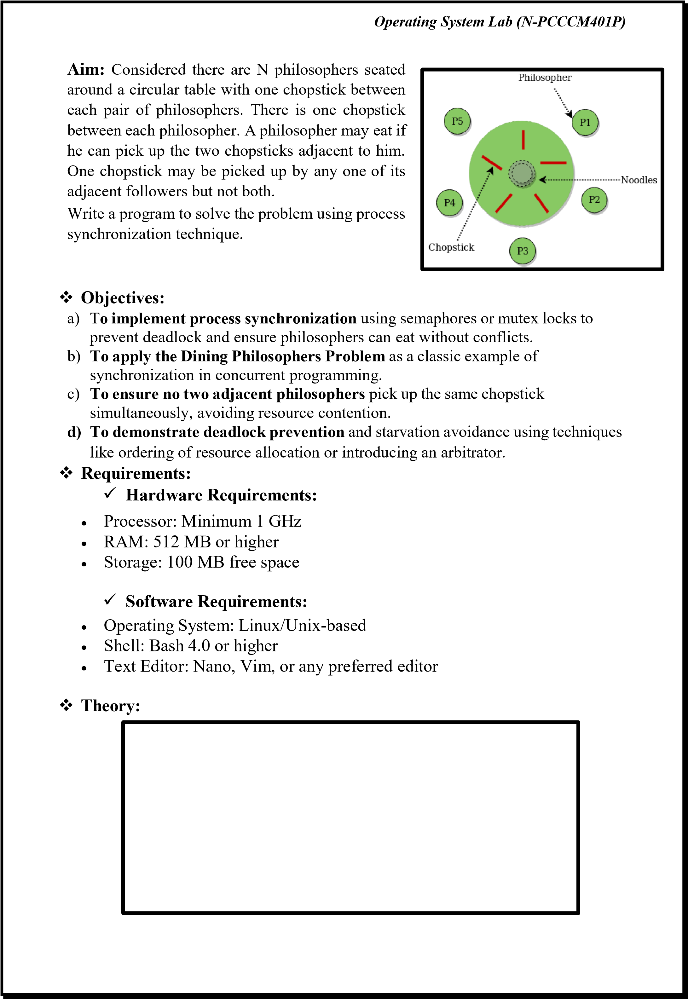 Operating System Lab (N-PCCCM401P)
Aim: Considered there are N philosophers seated
around a circular table with one chopstick between
each pair of philosophers. There is one chopstick
between each philosopher. A philosopher may eat if
he can pick up the two chopsticks adjacent to him.
One chopstick may be picked up by any one of its
adjacent followers but not both.
Write a program to solve the problem using process
synchronization technique.
Philosopher
P5
P1
Noodles
P4
P2
Chopstick
P3
❖ Objectives:
a) To implement process synchronization using semaphores or mutex locks to
prevent deadlock and ensure philosophers can eat without conflicts.
b) To apply the Dining Philosophers Problem as a classic example of
synchronization in concurrent programming.
c) To ensure no two adjacent philosophers pick up the same chopstick
simultaneously, avoiding resource contention.
d) To demonstrate deadlock prevention and starvation avoidance using techniques
like ordering of resource allocation or introducing an arbitrator.
❖ Requirements:
✓ Hardware Requirements:
• Processor: Minimum 1 GHz
• RAM: 512 MB or higher
• Storage: 100 MB free space
✓ Software Requirements:
• Operating System: Linux/Unix-based
• Shell: Bash 4.0 or higher
• Text Editor: Nano, Vim, or any preferred editor
❖ Theory: